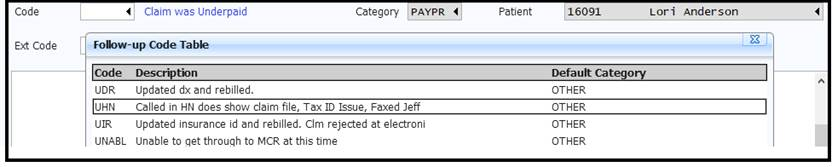 Code Claim was Underpaid Category PAYPR Patient 16091 Lori Anderson
Ext Code
Follow-up Code Table
Code Description Default Category
UDR Updated dx and rebilled. OTHER
UHN Called in HN does show claim file, Tax ID Issue, Faxed Jeff OTHER
UIR Updated insurance id and rebilled. Clm rejected at electroni OTHER
UNABL Unable to get through to MCR at this time OTHER